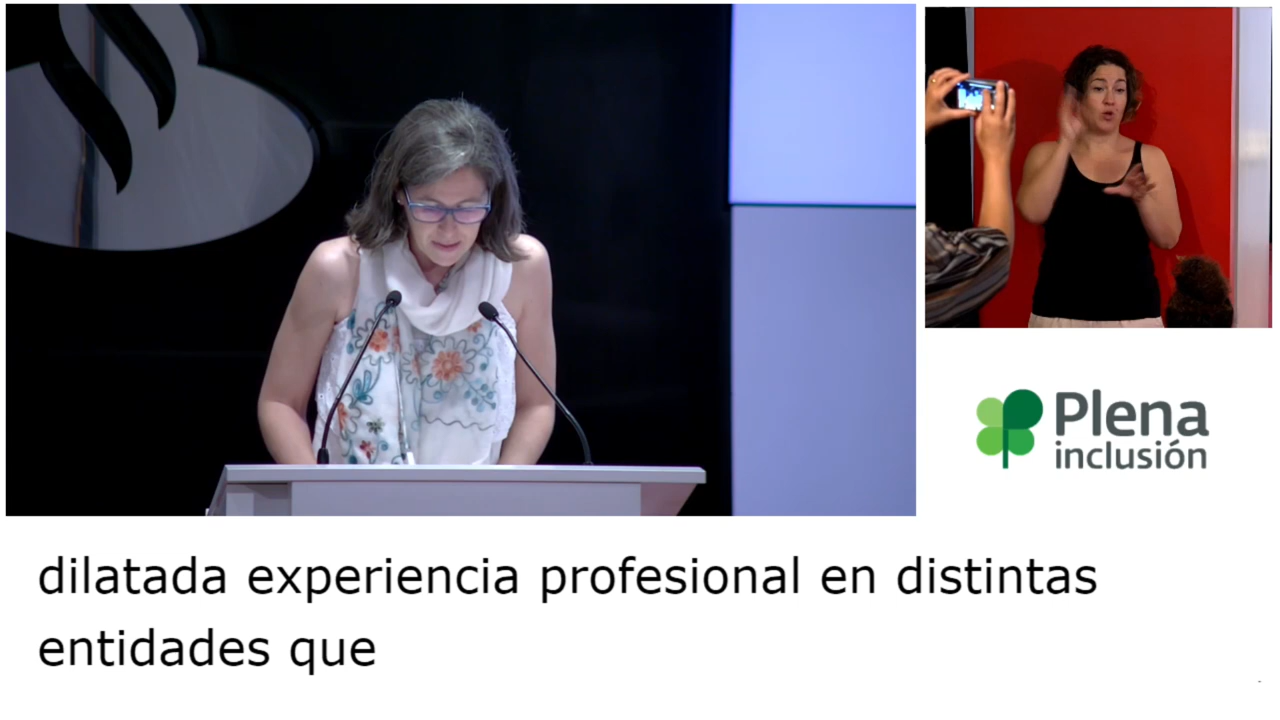 Plena
inclusión
dilatada experiencia profesional en distintas
entidades que